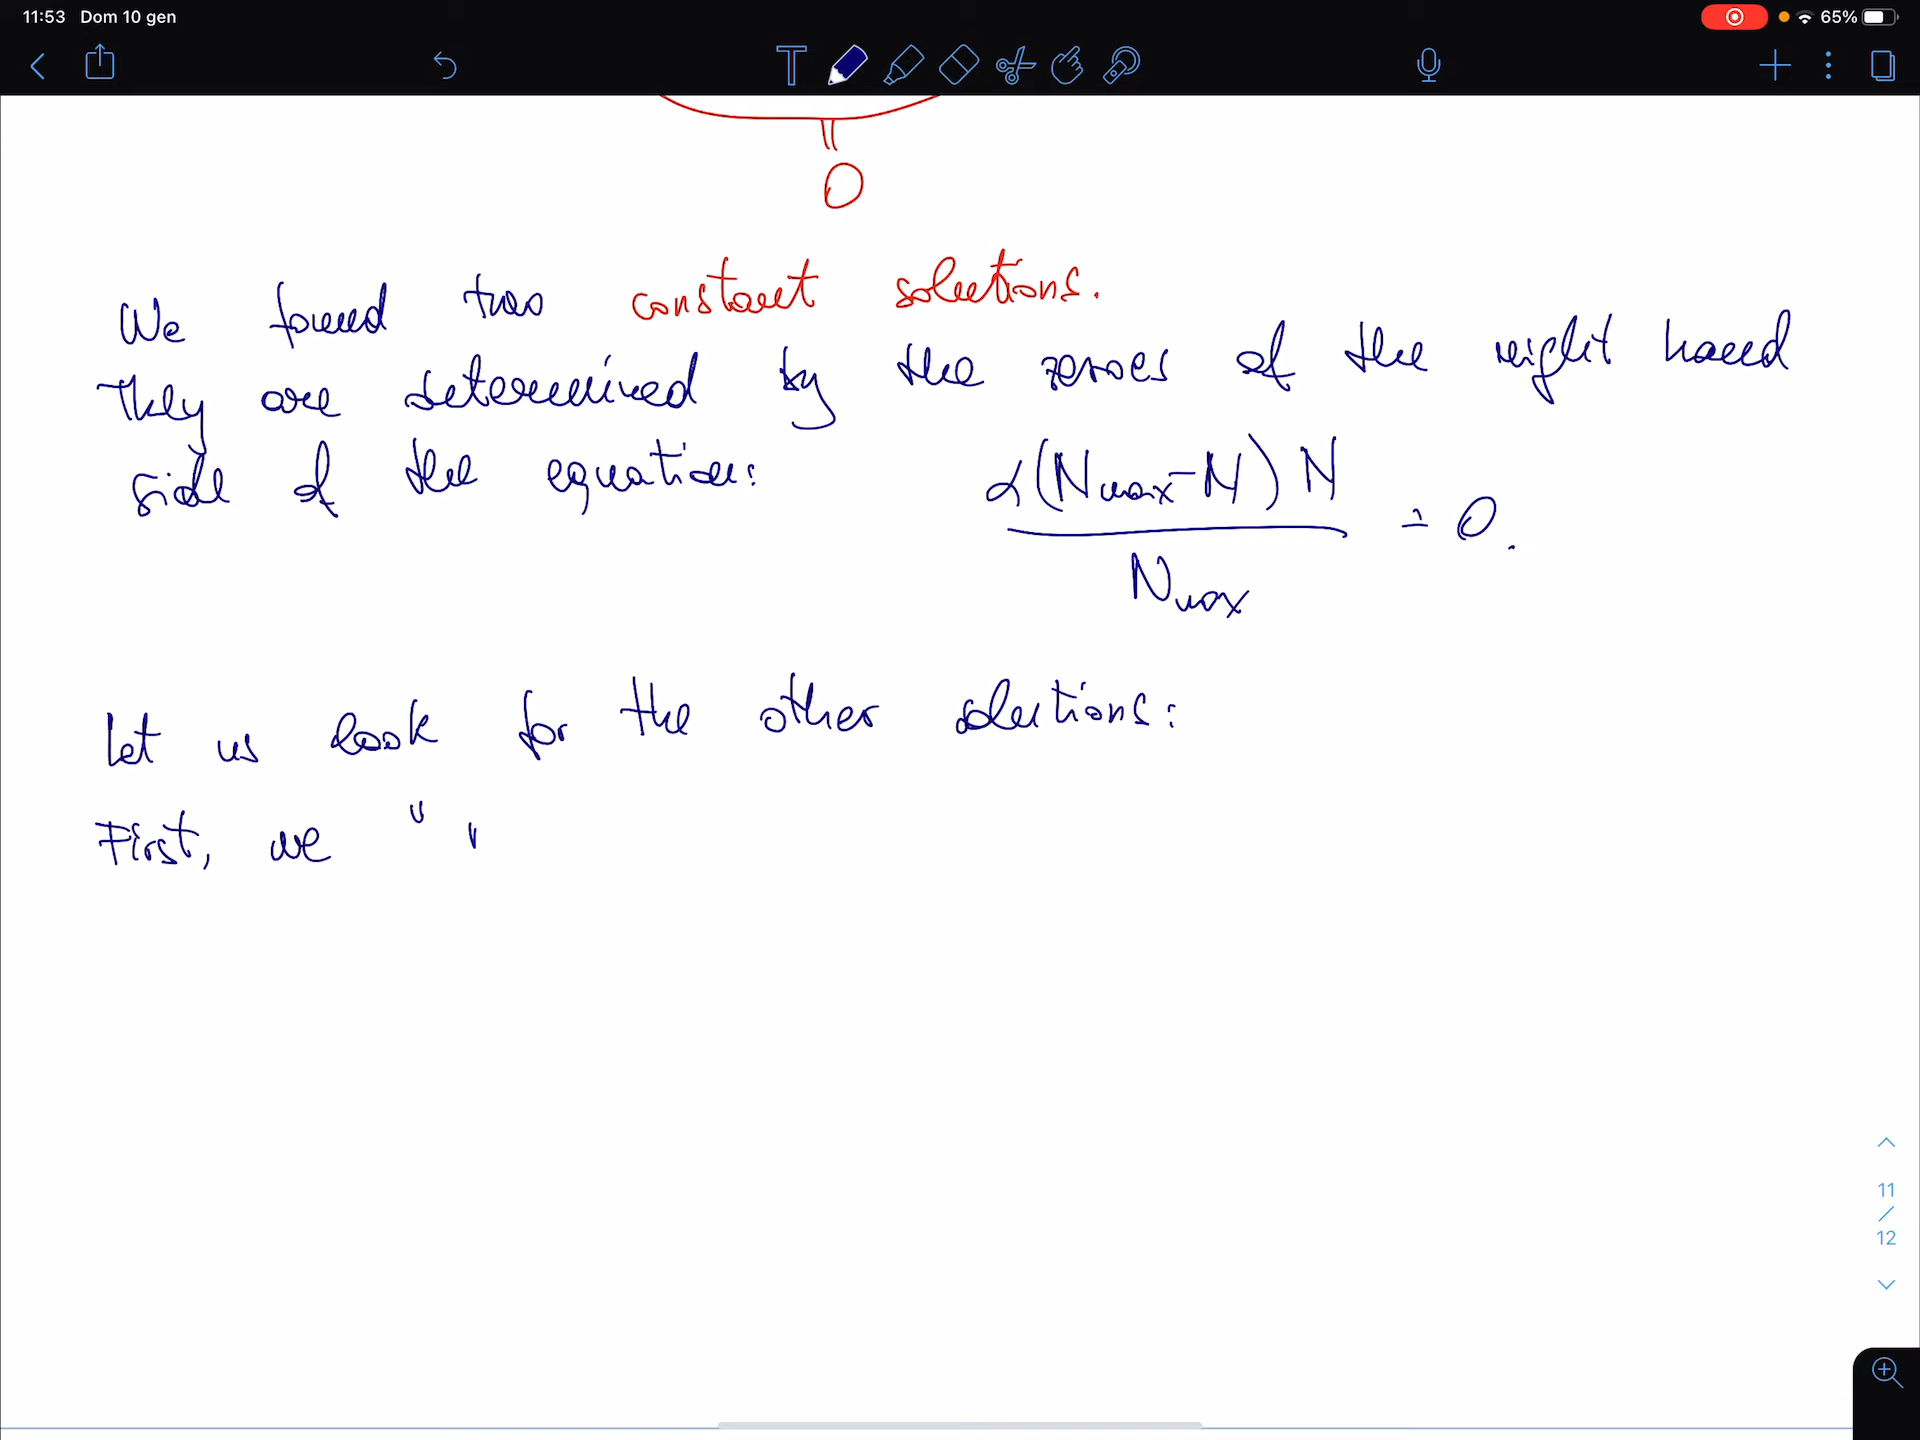 11:53 Dom 10 gen
65%
T
0
We found two constant solutions.
They are determined by the zeroes of the right hand
side of the equation: α(Nmax-N) N
= 0.
Nmax
Let us look for the other solutions:
First, we " "
11
/
12